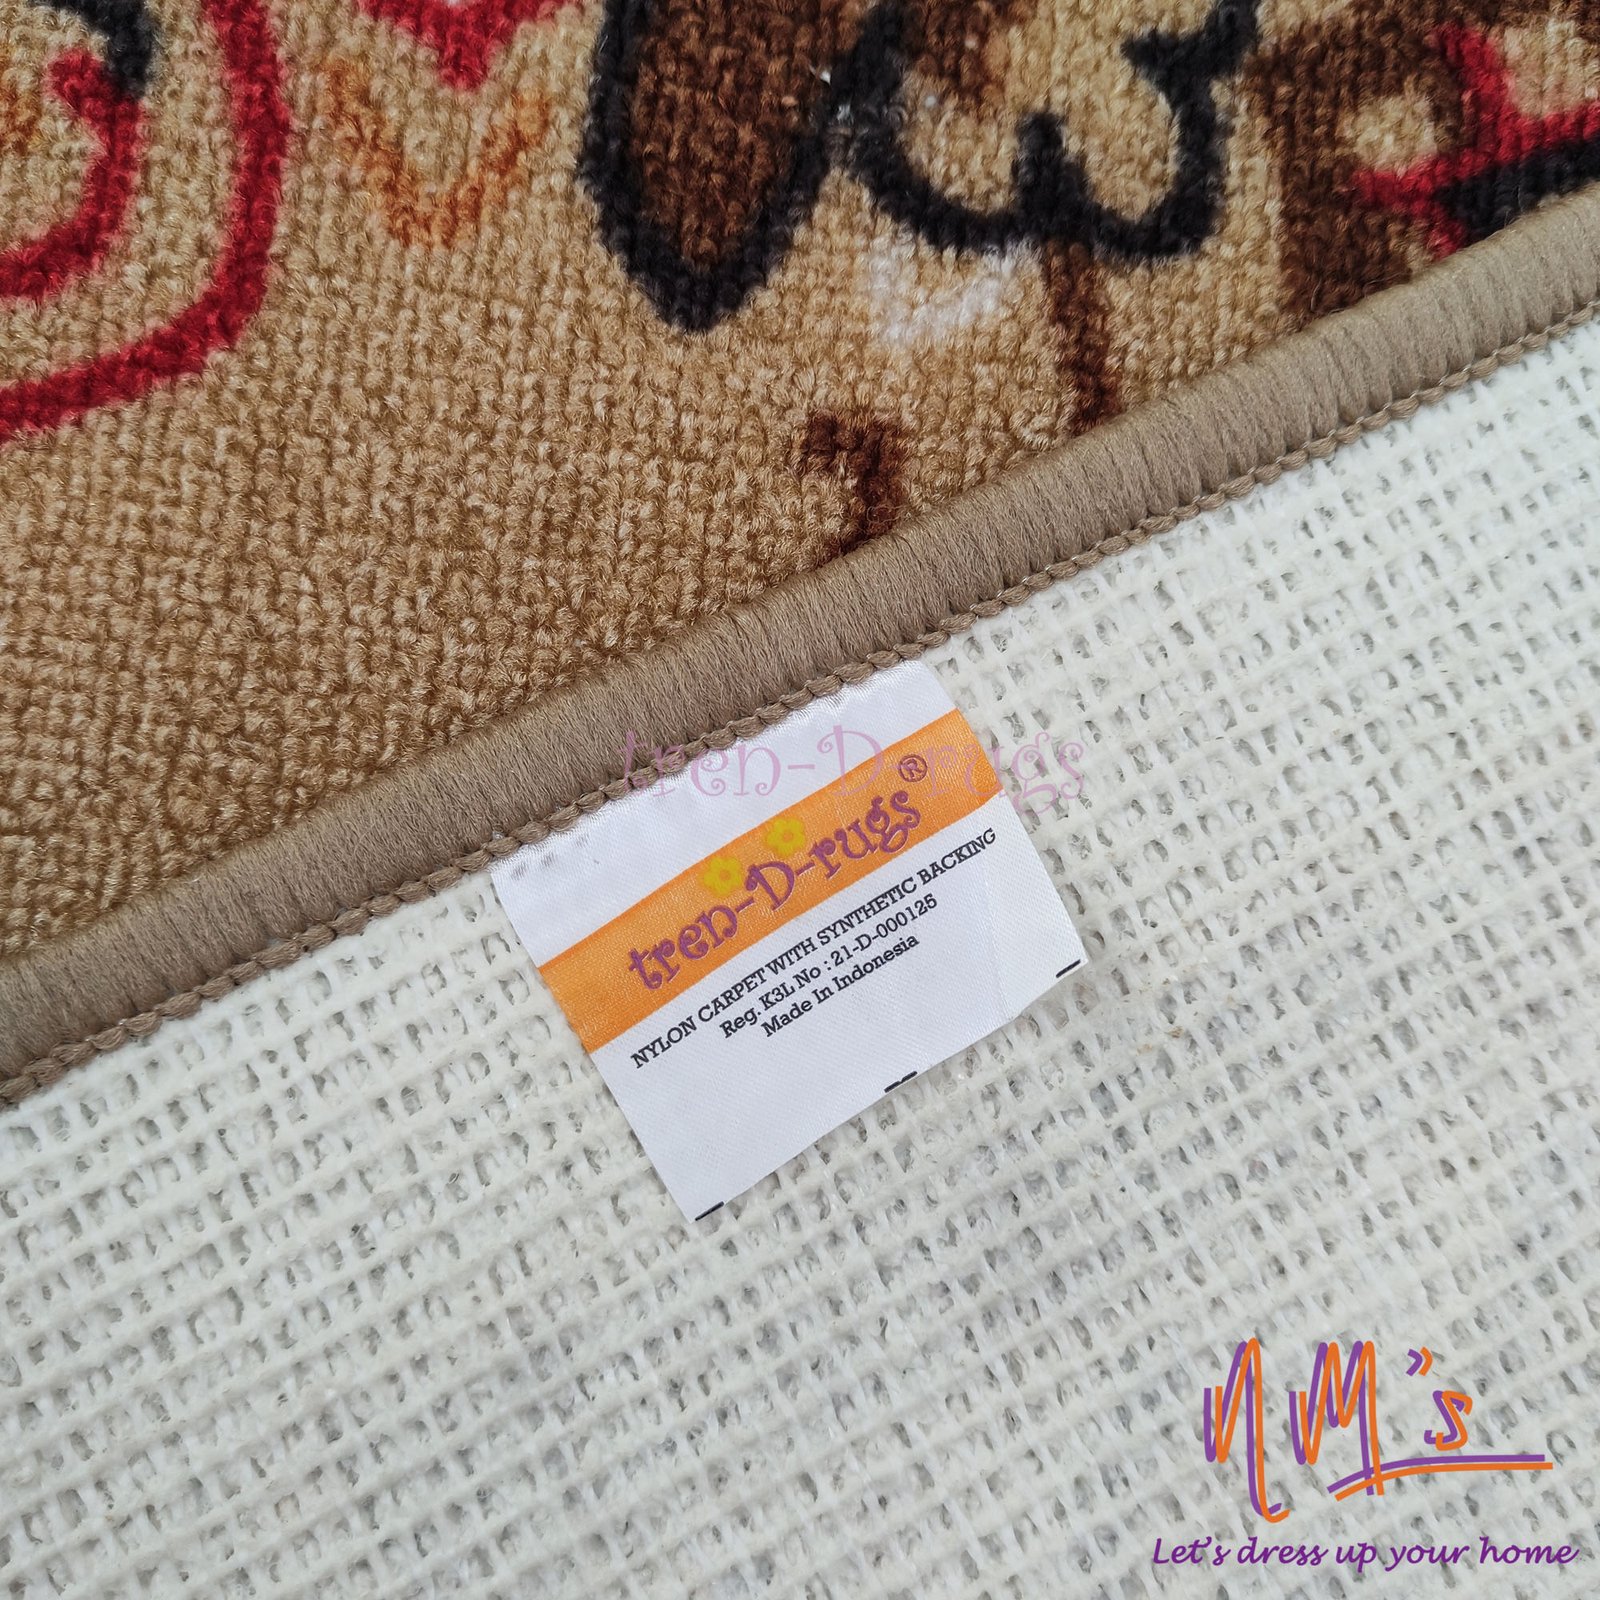 tren-D-rugs
tren-D-rugs ®
NYLON CARPET WITH SYNTHETIC BACKING
Reg. K3L No : 21-D-000125
Made In Indonesia
NM"s
Let's dress up your home